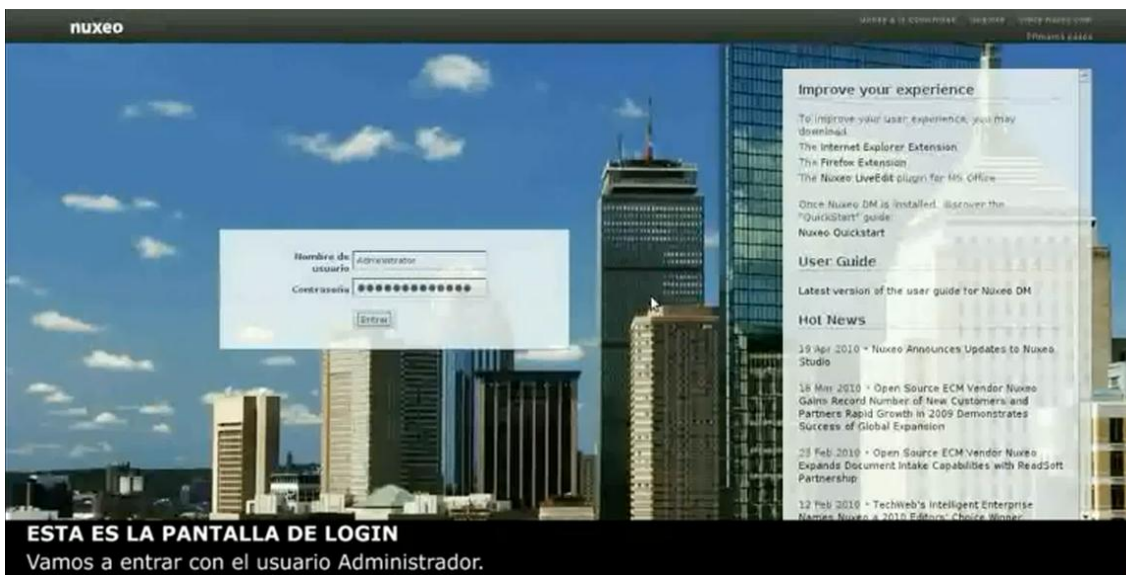 nuxeo
Primeros pasos
Improve your experience
To improve your user experience, you may
download
The Internet Explorer Extension
The Firefox Extension
The Nuxeo LiveEdit plugin for MS Office
Once Nuxeo DM is installed, discover the
"QuickStart" guide:
Nuxeo Quickstart
User Guide
Latest version of the user guide for Nuxeo DM
Hot News
19 Apr 2010 • Nuxeo Announces Updates to Nuxeo
Studio
16 Mar 2010 • Open Source ECM Vendor Nuxeo
Gains Record Number of New Customers and
Partners Rapid Growth in 2009 Demonstrates
Success of Global Expansion
23 Feb 2010 • Open Source ECM Vendor Nuxeo
Expands Document Intake Capabilities with ReadSoft
Partnership
12 Feb 2010 • TechWeb's Intelligent Enterprise
Names Nuxeo a 2010 Editors' Choice Winner
Nombre de
usuario
Administrator
Contraseña
Entrar
ESTA ES LA PANTALLA DE LOGIN
Vamos a entrar con el usuario Administrador.